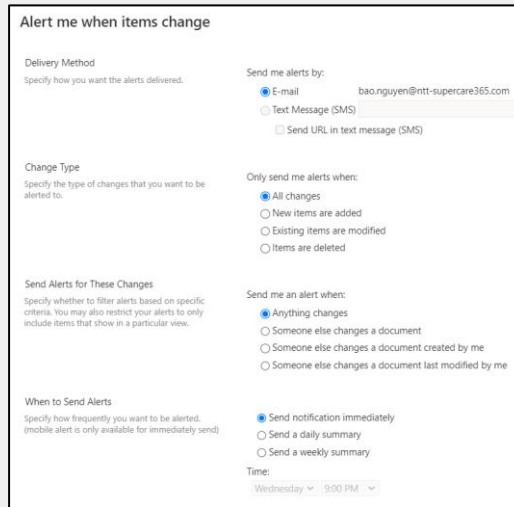 Alert me when items change
Delivery Method
Specify how you want the alerts delivered.
Send me alerts by:
E-mail bao.nguyen@ntt-supercare365.com
Text Message (SMS)
Send URL in text message (SMS)
Change Type
Specify the type of changes that you want to be
alerted to.
Only send me alerts when:
All changes
New items are added
Existing items are modified
Items are deleted
Send Alerts for These Changes
Specify whether to filter alerts based on specific
criteria. You may also restrict your alerts to only
include items that show in a particular view.
Send me an alert when:
Anything changes
Someone else changes a document
Someone else changes a document created by me
Someone else changes a document last modified by me
When to Send Alerts
Specify how frequently you want to be alerted.
(mobile alert is only available for immediately send)
Send notification immediately
Send a daily summary
Send a weekly summary
Time:
Wednesday 9:00 PM